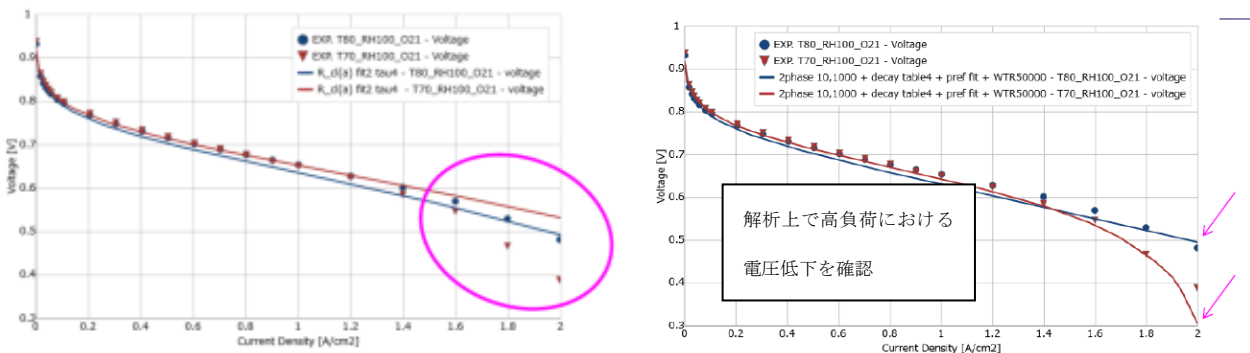 EXP. T80_RH100_O21 - Voltage
EXP. T70_RH100_O21 - Voltage
R_d(a) fit2 tau4 - T80_RH100_O21 - voltage
R_d(a) fit2 tau4 - T70_RH100_O21 - voltage
Voltage [V]
1
0.9
0.8
0.7
0.6
0.5
0.4
0.3
0
0.2
0.4
0.6
0.8
1
1.2
1.4
1.6
1.8
2
Current Density [A/cm2]
EXP. T80_RH100_O21 - Voltage
EXP. T70_RH100_O21 - Voltage
2phase 10,1000 + decay table4 + pref fit + WTR50000 - T80_RH100_O21 - voltage
2phase 10,1000 + decay table4 + pref fit + WTR50000 - T70_RH100_O21 - voltage
Voltage [V]
1
0.9
0.8
0.7
0.6
0.5
0.4
0.3
解析上で高負荷における
電圧低下を確認
0
0.2
0.4
0.6
0.8
1
1.2
1.4
1.6
1.8
2
Current Density [A/cm2]